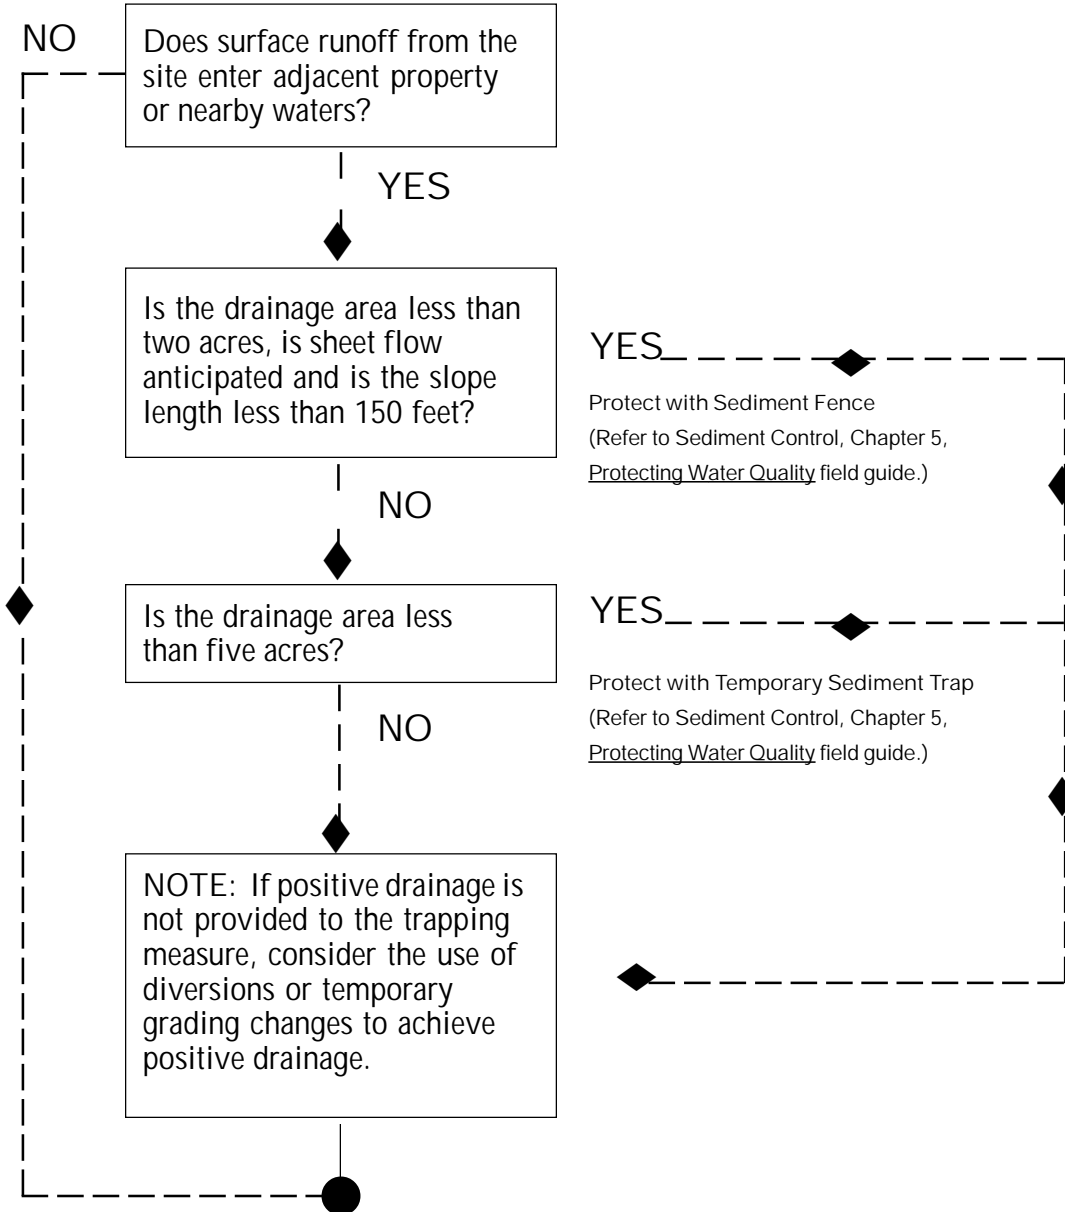 NO
Does surface runoff from the
site enter adjacent property
or nearby waters?
YES
Is the drainage area less than
two acres, is sheet flow
anticipated and is the slope
length less than 150 feet?
YES
Protect with Sediment Fence
(Refer to Sediment Control, Chapter 5,
Protecting Water Quality field guide.)
NO
Is the drainage area less
than five acres?
YES
Protect with Temporary Sediment Trap
(Refer to Sediment Control, Chapter 5,
Protecting Water Quality field guide.)
NO
NOTE: If positive drainage is
not provided to the trapping
measure, consider the use of
diversions or temporary
grading changes to achieve
positive drainage.